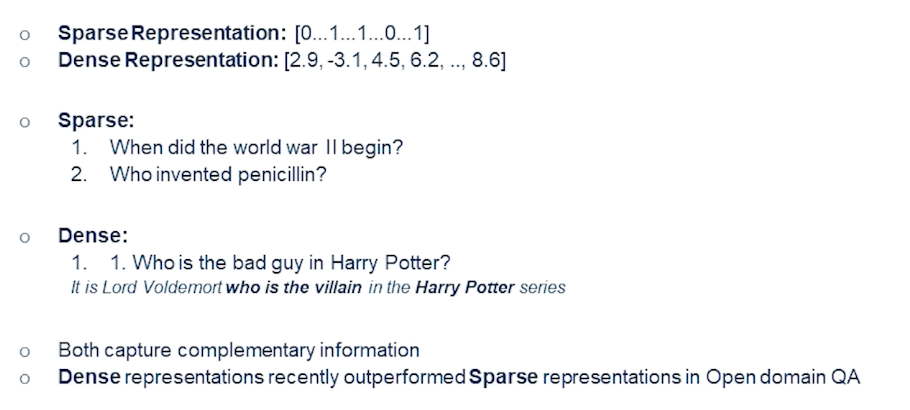 Sparse Representation: [0...1...1...0...1]
Dense Representation: [2.9, -3.1, 4.5, 6.2, .., 8.6]
Sparse:
1. When did the world war II begin?
2. Who invented penicillin?
Dense:
1. 1. Who is the bad guy in Harry Potter?
It is Lord Voldemort who is the villain in the Harry Potter series
Both capture complementary information
Dense representations recently outperformed Sparse representations in Open domain QA